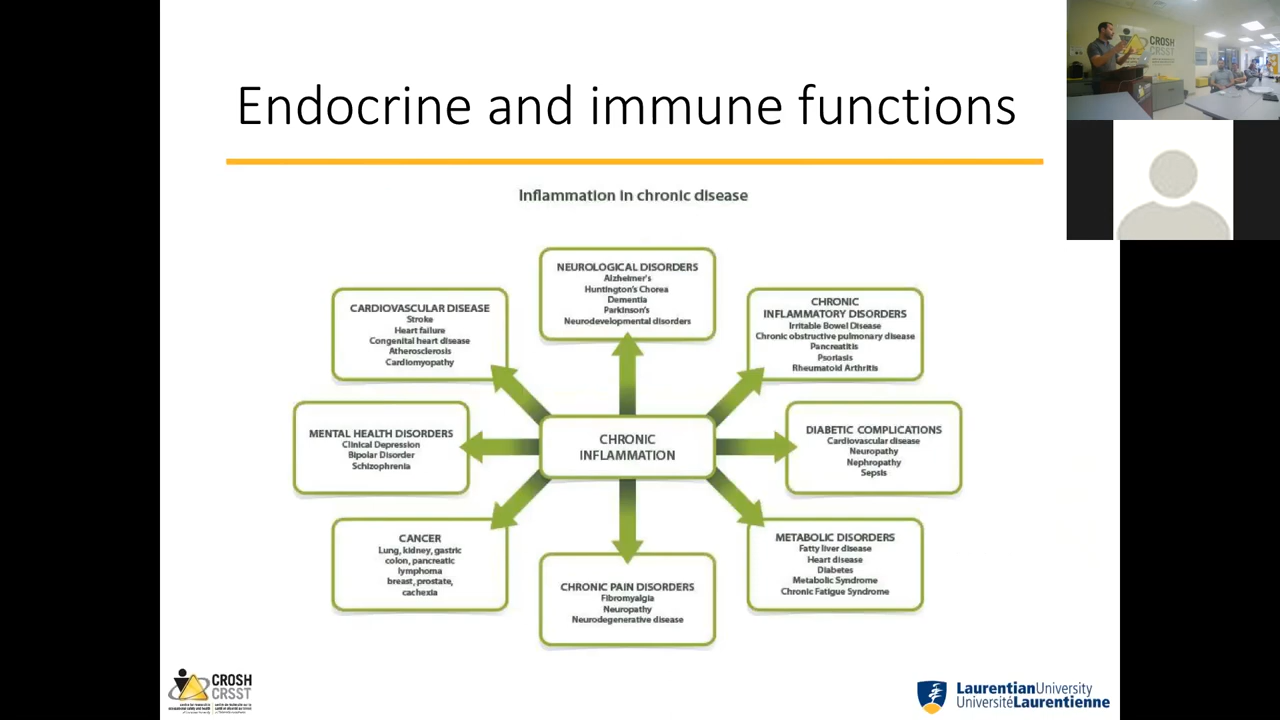 Endocrine and immune functions
Inflammation in chronic disease
NEUROLOGICAL DISORDERS
Alzheimer's
Huntington's Chorea
Dementia
Parkinson's
Neurodevelopmental disorders
CARDIOVASCULAR DISEASE
Stroke
Heart failure
Congenital heart disease
Atherosclerosis
Cardiomyopathy
CHRONIC
INFLAMMATORY DISORDERS
Irritable Bowel Disease
Chronic obstructive pulmonary disease
Pancreatitis
Psoriasis
Rheumatoid Arthritis
MENTAL HEALTH DISORDERS
Clinical Depression
Bipolar Disorder
Schizophrenia
CHRONIC
INFLAMMATION
DIABETIC COMPLICATIONS
Cardiovascular disease
Neuropathy
Nephropathy
Sepsis
CANCER
Lung, kidney, gastric
colon, pancreatic
lymphoma
breast, prostate,
cachexia
CHRONIC PAIN DISORDERS
Fibromyalgia
Neuropathy
Neurodegenerative disease
METABOLIC DISORDERS
Fatty liver disease
Heart disease
Diabetes
Metabolic Syndrome
Chronic Fatigue Syndrome
CROSH
CRSST
LaurentianUniversity
UniversitéLaurentienne
CROSH
CRSST